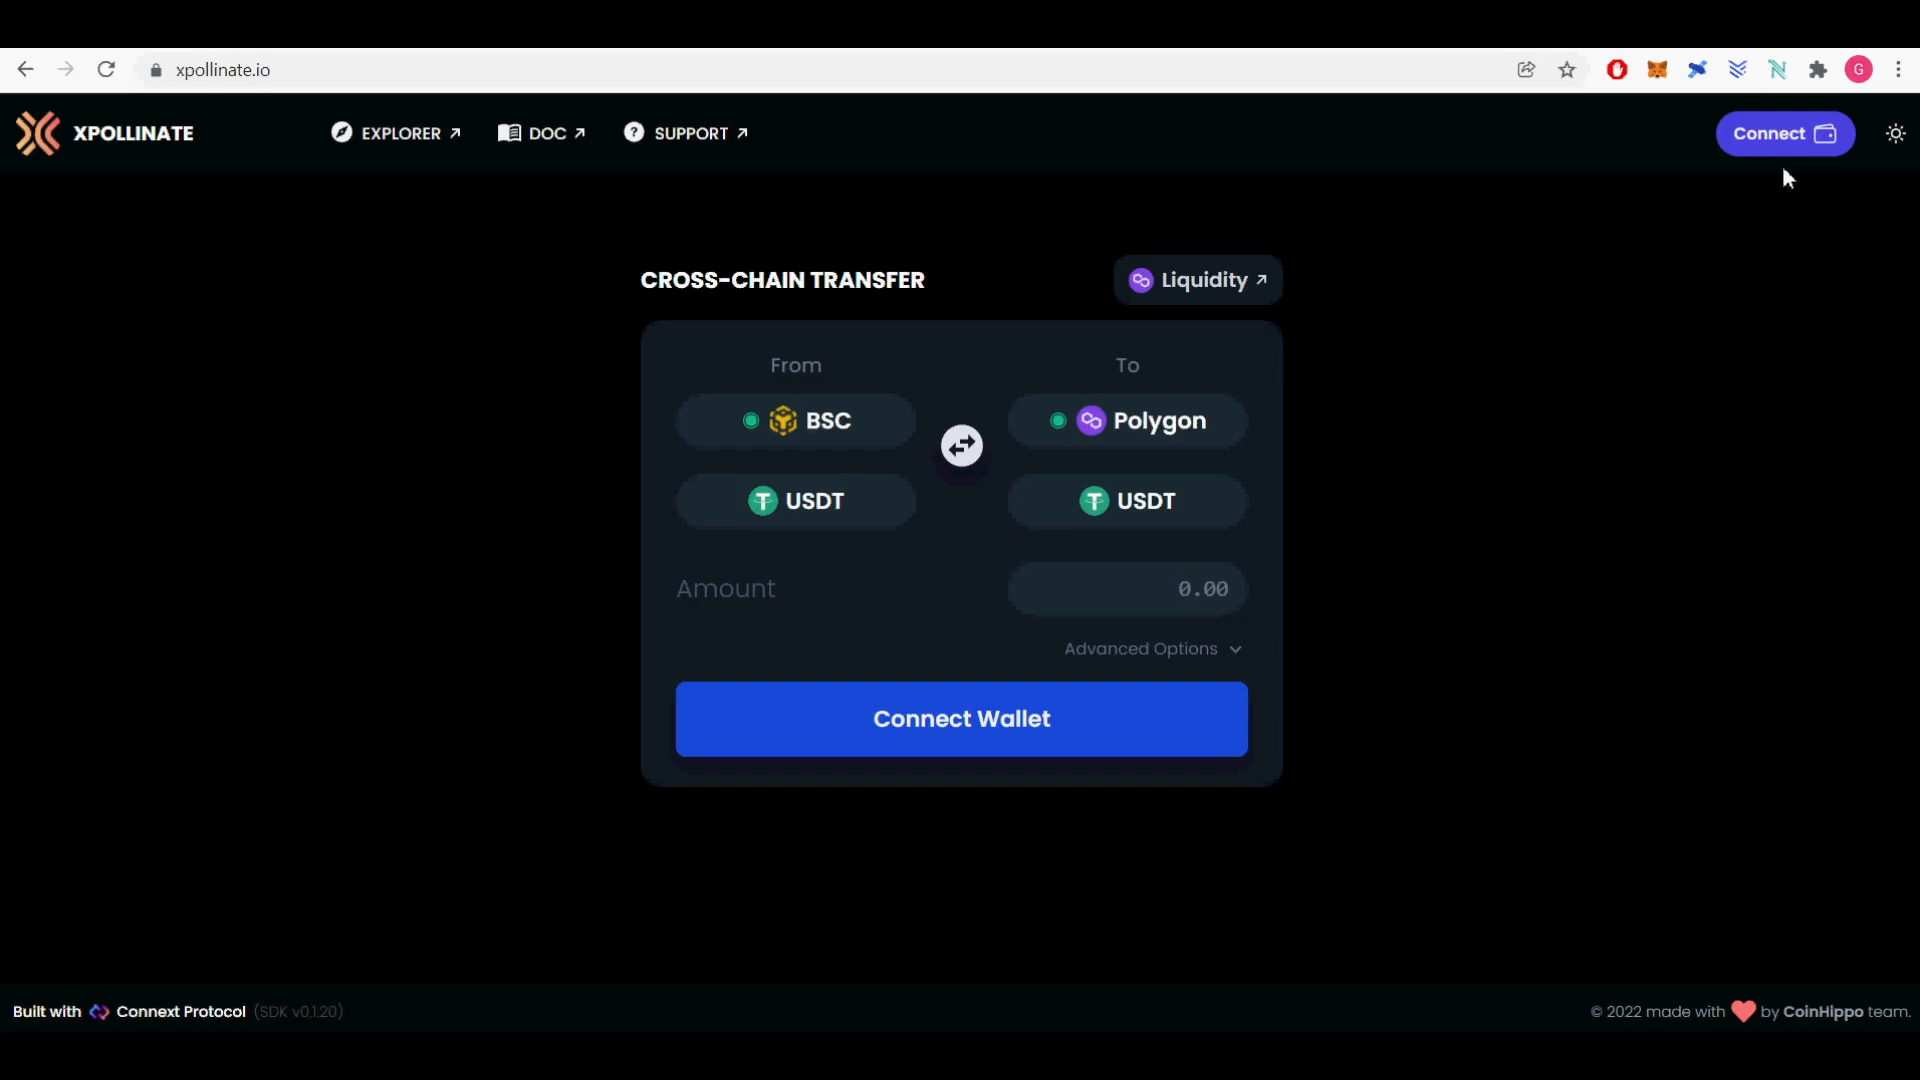 xpollinate.io
G
XPOLLINATE
EXPLORER
DOC
SUPPORT
Connect
CROSS-CHAIN TRANSFER
Liquidity
From
To
BSC
Polygon
USDT
USDT
Amount
0.00
Advanced Options
Connect Wallet
Built with Connext Protocol (SDK v0.1.20)
© 2022 made with ❤ by CoinHippo team.